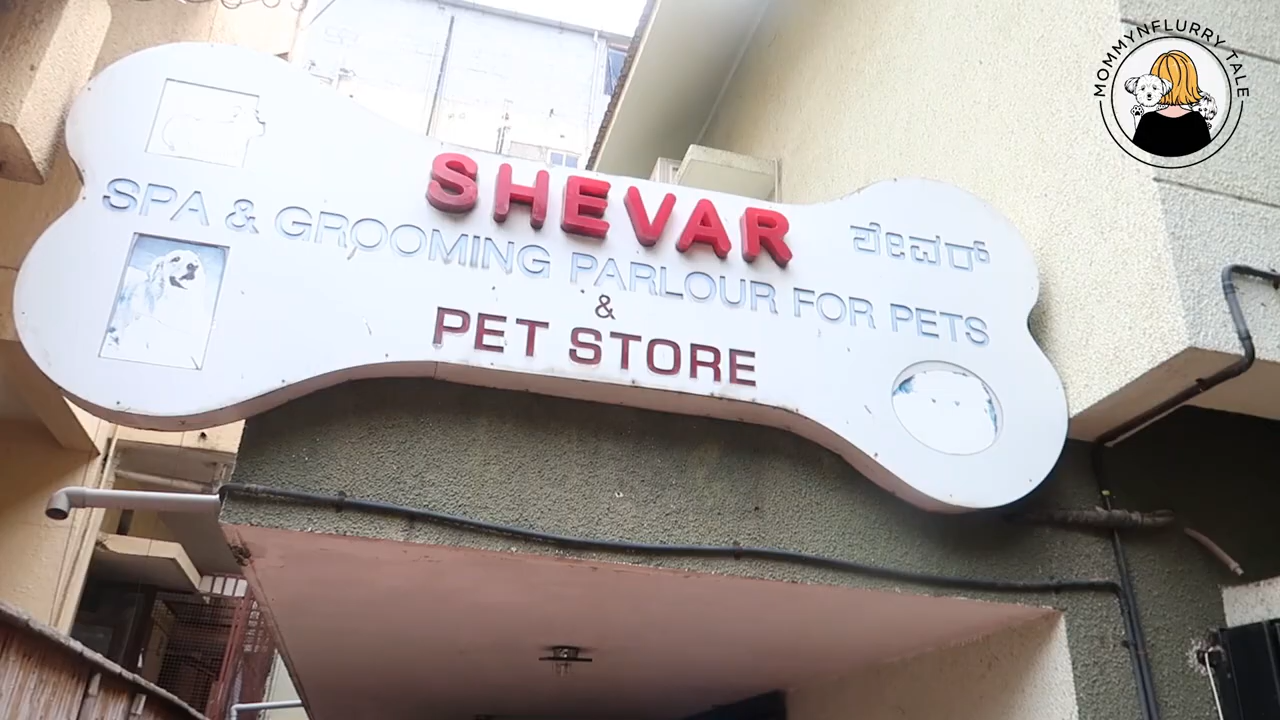 SHEVAR
ಶೇವರ್
SPA & GROOMING PARLOUR FOR PETS
&
PET STORE
MOMMYNFLURRY TALE